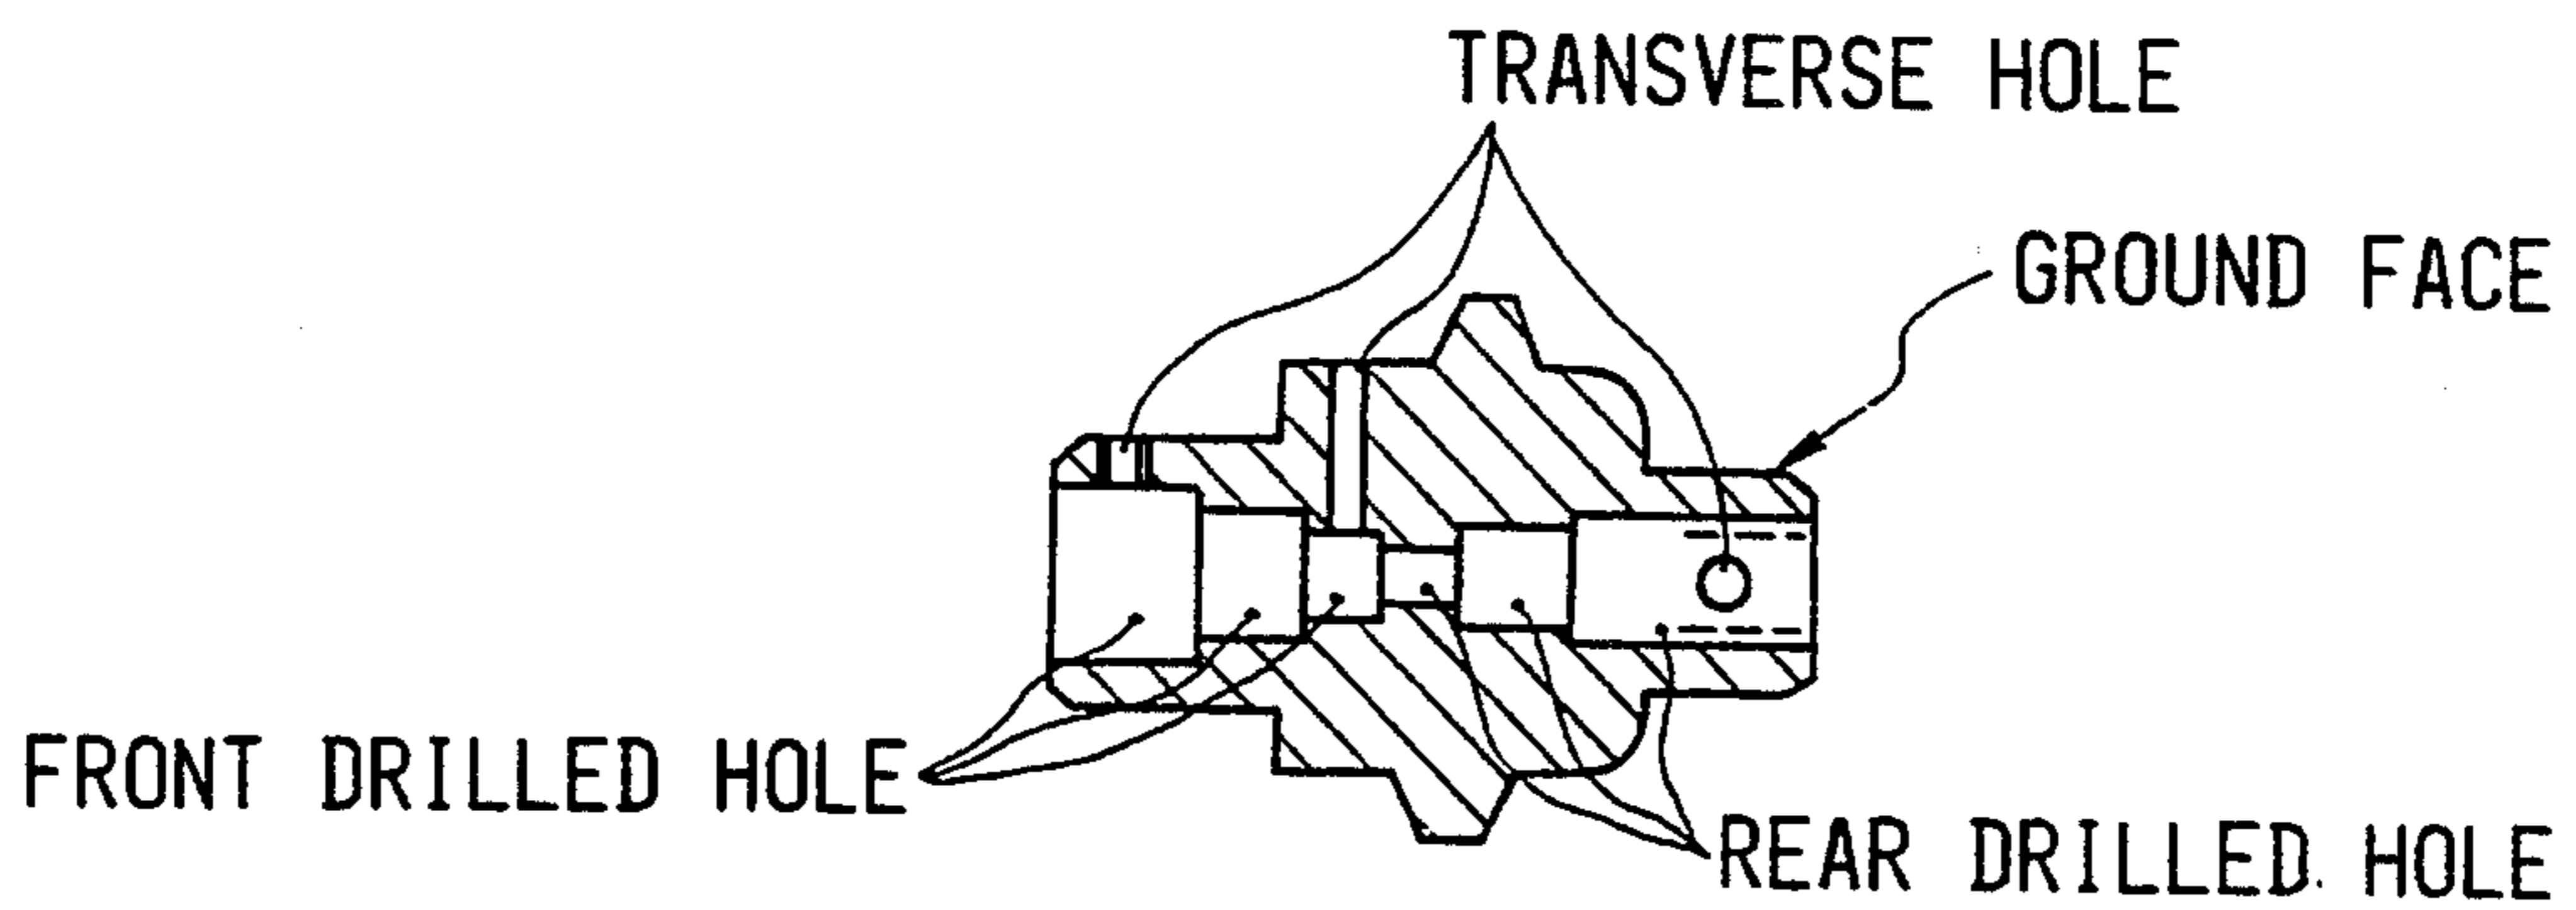 TRANSVERSE HOLE
GROUND FACE
FRONT DRILLED HOLE
REAR DRILLED HOLE